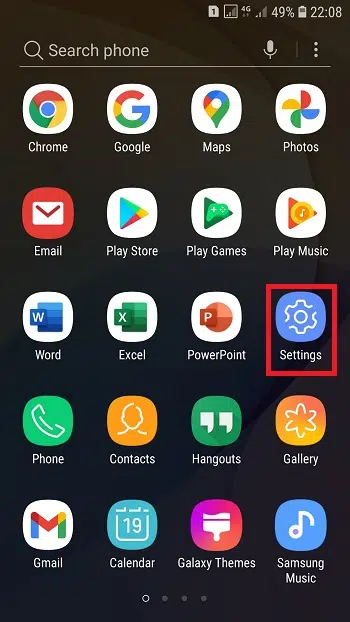 1 4G 49% 22:08
Search phone
Chrome Google Maps Photos
Email Play Store Play Games Play Music
W X P
Word Excel PowerPoint Settings
Phone Contacts Hangouts Gallery
19
Gmail Calendar Galaxy Themes Samsung
Music